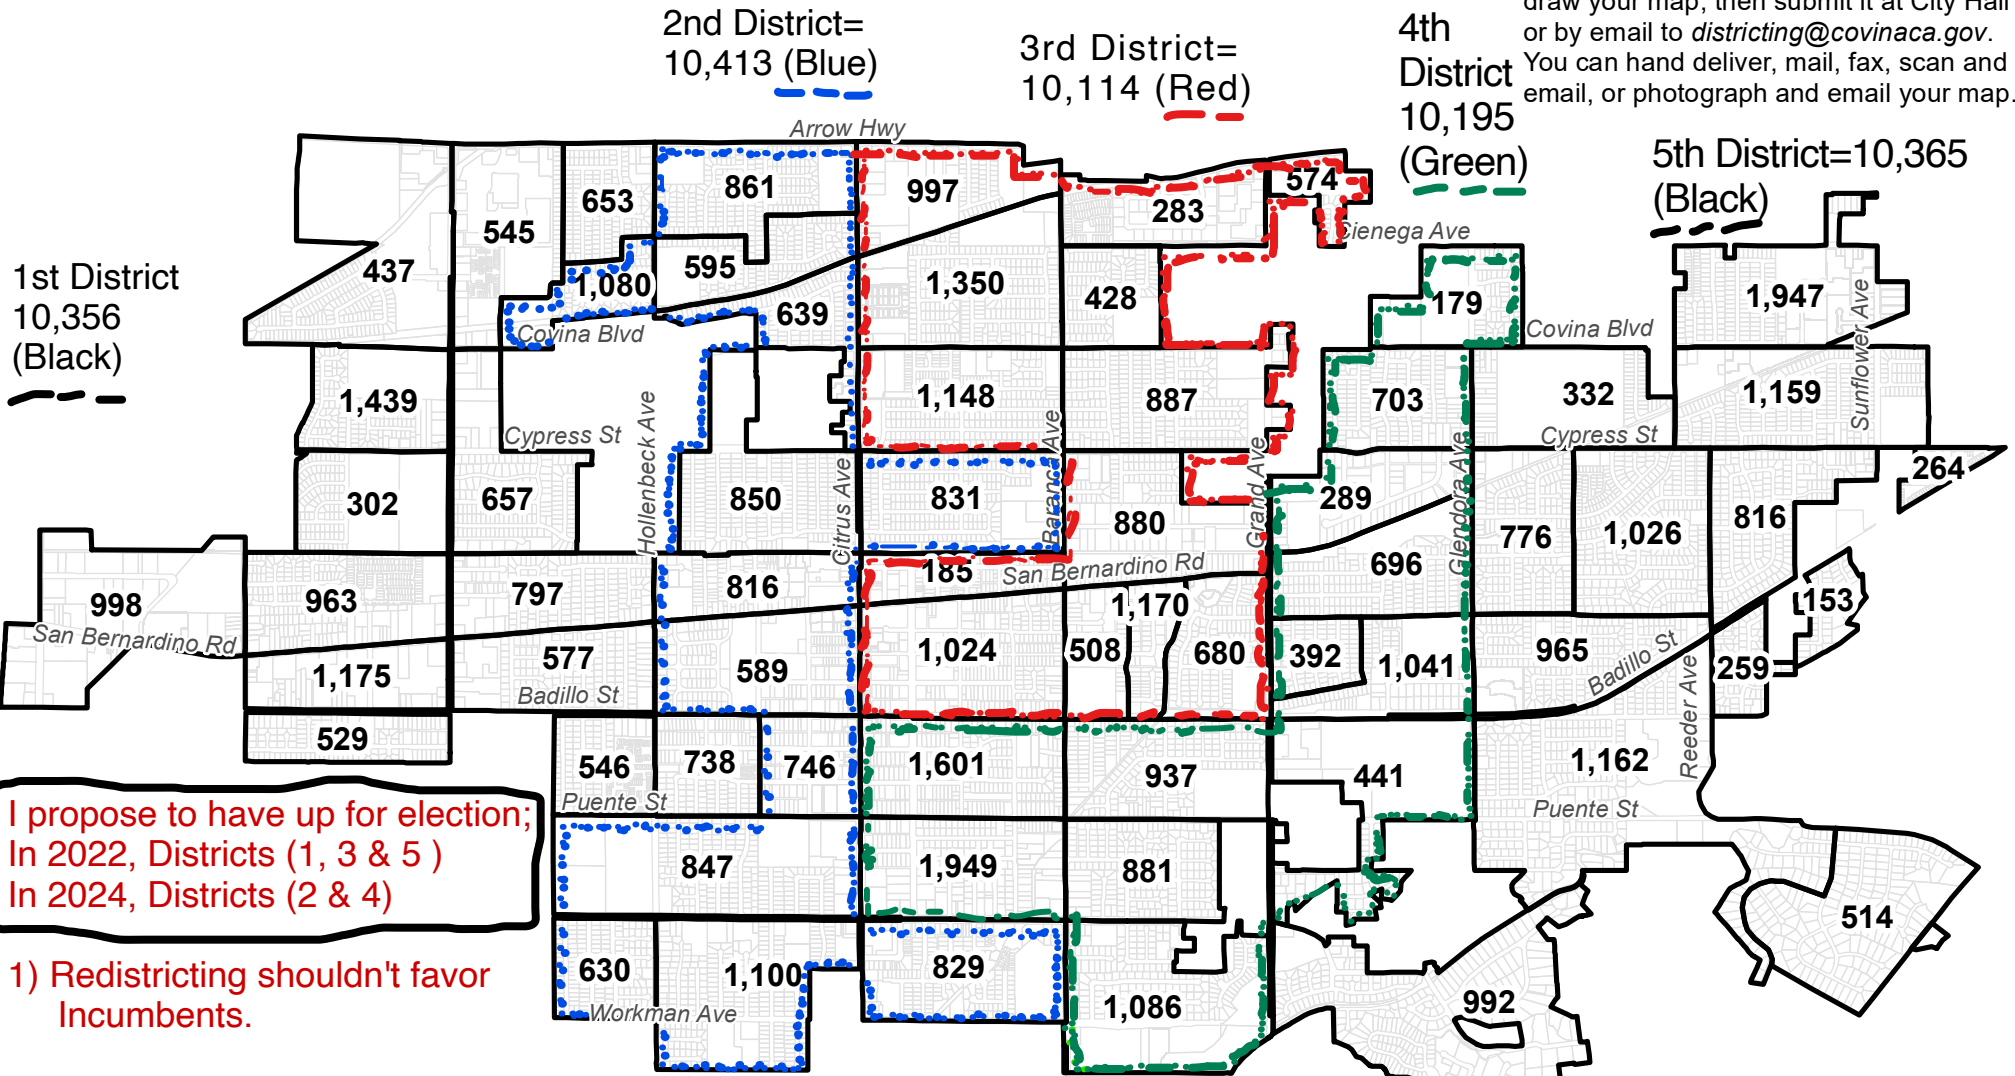 draw your map, then submit it at City Hall
or by email to districting@covinaca.gov.
You can hand deliver, mail, fax, scan and
email, or photograph and email your map.
2nd District=
10,413 (Blue)
3rd District=
10,114 (Red)
4th
District
10,195
(Green)
5th District=10,365
(Black)
1st District
10,356
(Black)
Arrow Hwy
861
997
574
653
283
545
Cienega Ave
437
595
1,080
1,350
428
179
1,947
639
Covina Blvd
Covina Blvd
Sunflower Ave
1,439
1,148
887
703
332
1,159
Hollenbeck Ave
Cypress St
Cypress St
Citrus Ave
Barranca Ave
Grand Ave
Glendora Ave
302
657
850
831
880
289
776
1,026
816
264
998
963
797
816
185
San Bernardino Rd
696
153
San Bernardino Rd
1,170
1,175
577
589
1,024
508
680
392
1,041
965
259
Badillo St
Badillo St
Reeder Ave
529
546
738
746
1,601
937
441
1,162
Puente St
Puente St
847
1,949
881
514
630
1,100
829
1,086
992
Workman Ave
I propose to have up for election;
In 2022, Districts (1, 3 & 5 )
In 2024, Districts (2 & 4)
1) Redistricting shouldn't favor
Incumbents.